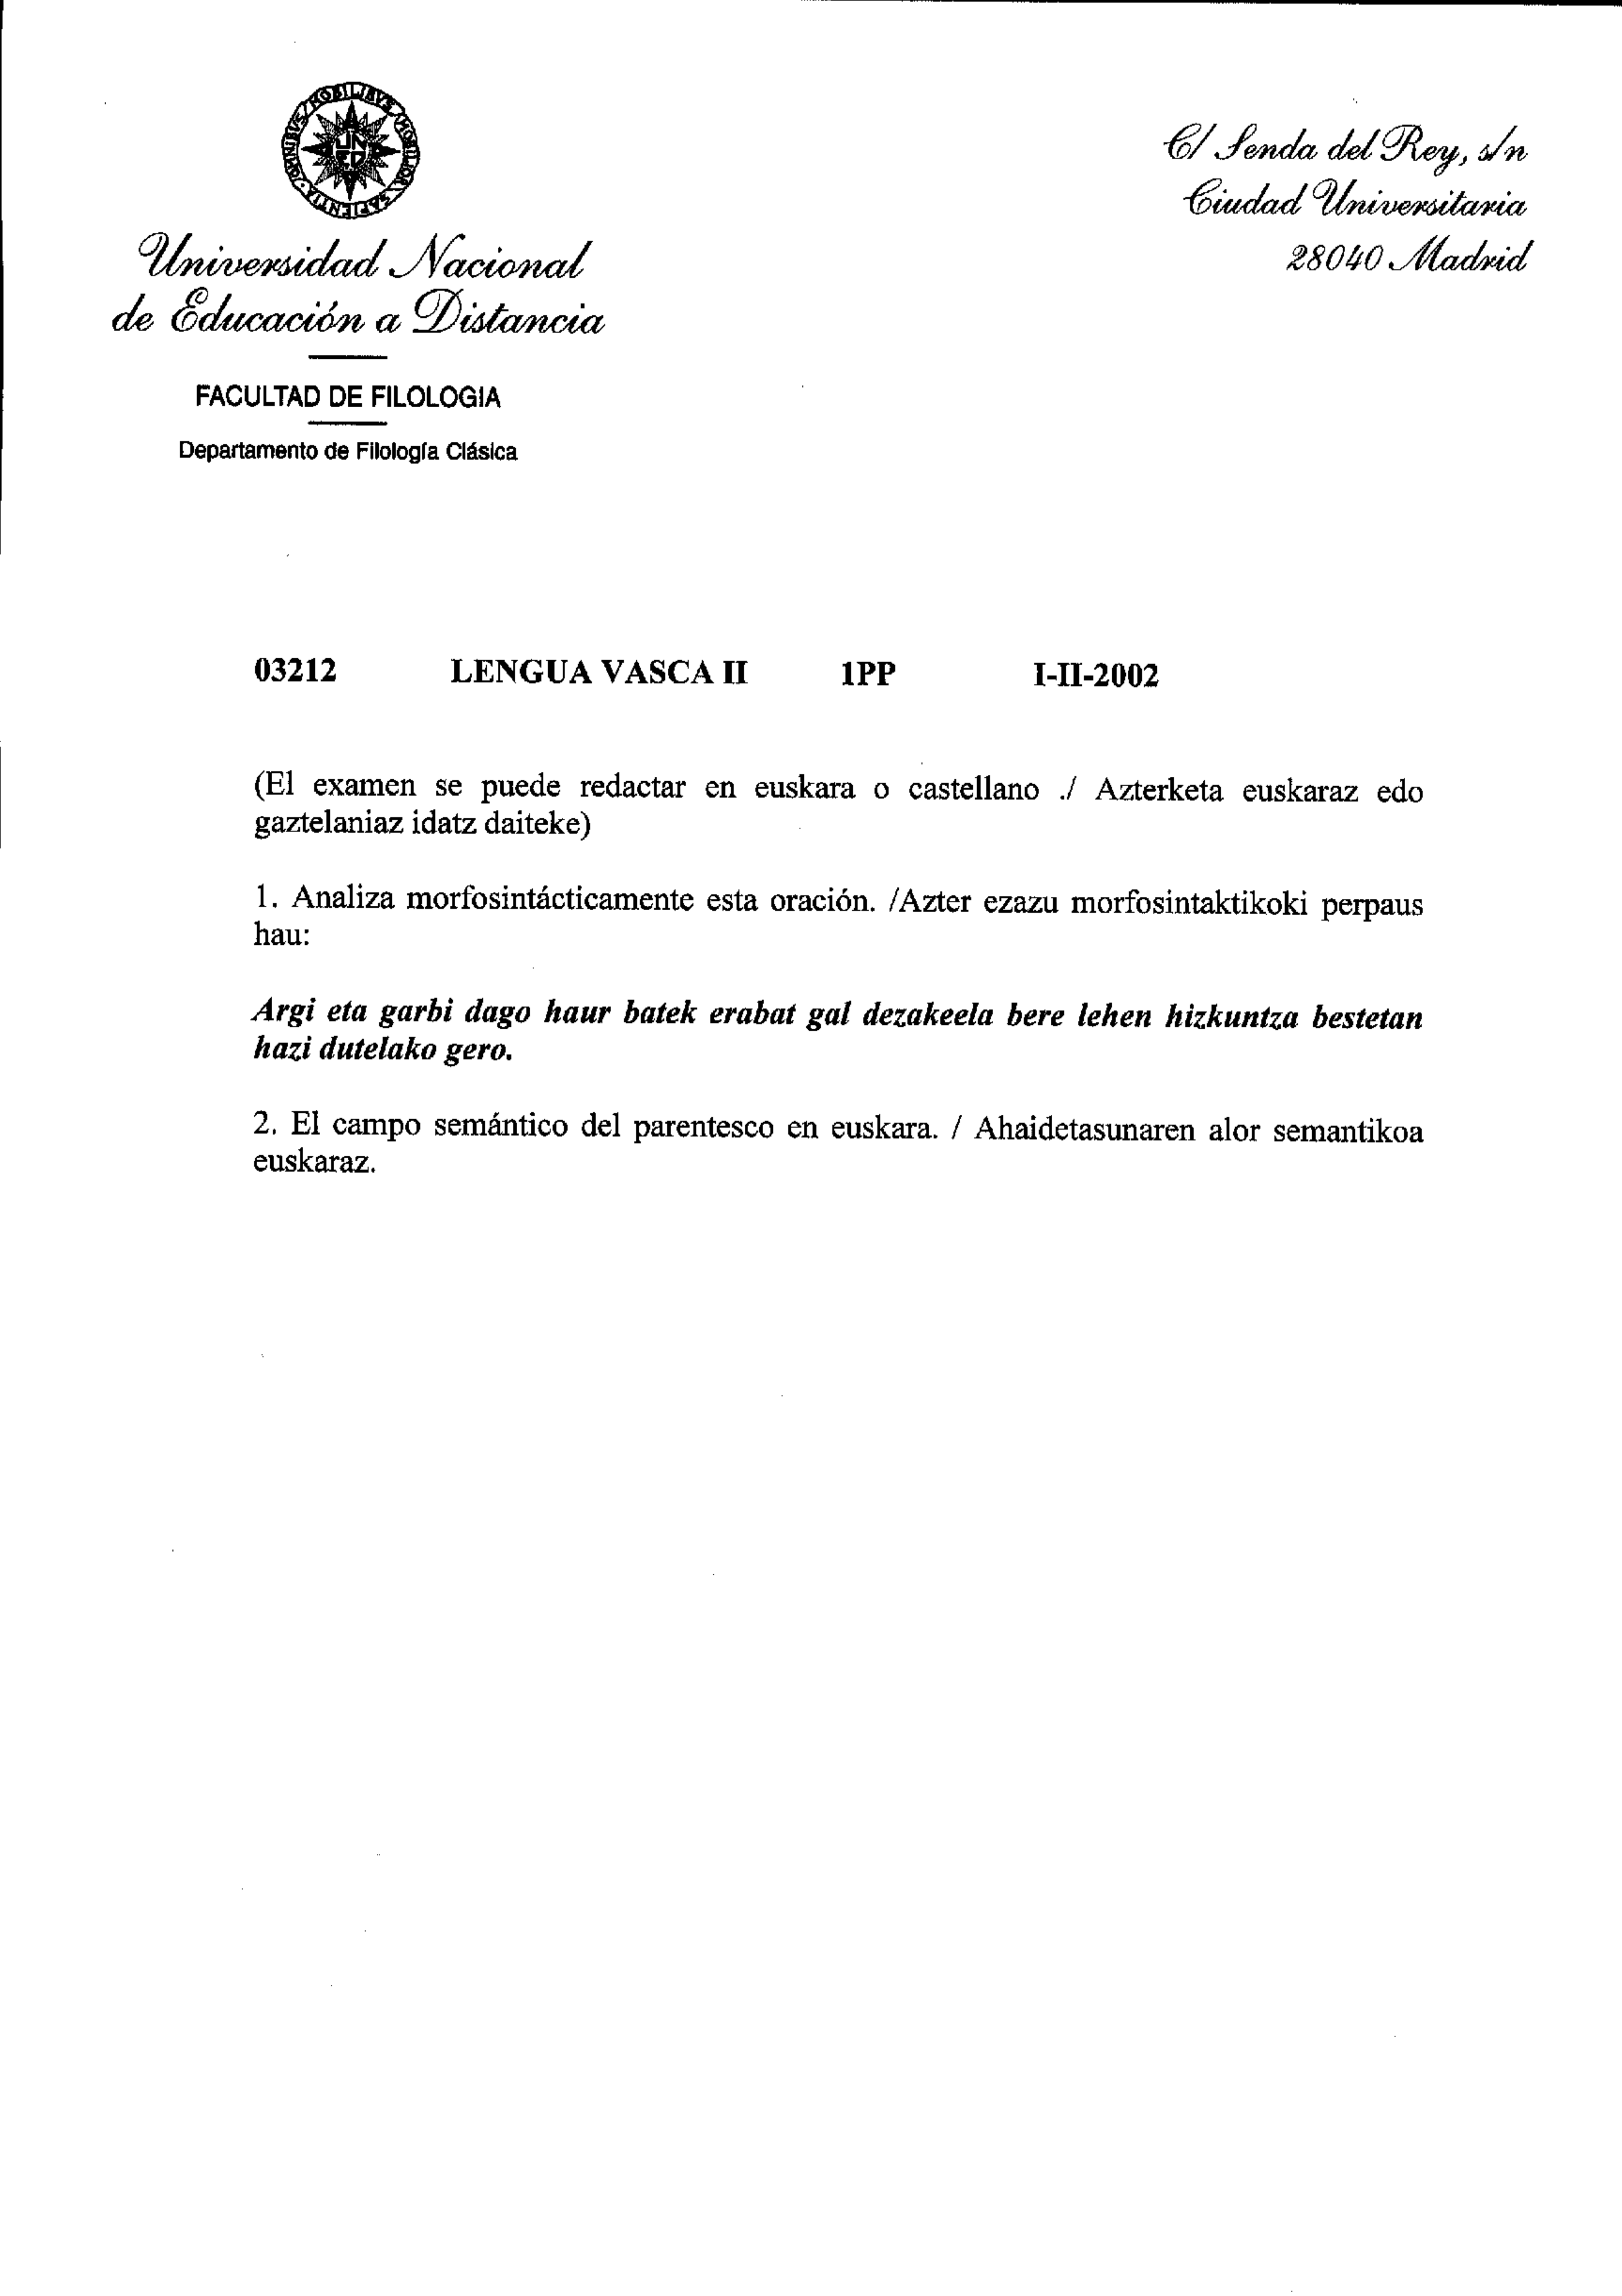 OMNIBUS / MOBILIBUS / MOBILIOR / SAPIENTIA
UNED
Universidad Nacional
de Educación a Distancia
C/ Senda del Rey, s/n
Ciudad Universitaria
28040 Madrid
FACULTAD DE FILOLOGIA
Departamento de Filología Clásica
03212 LENGUA VASCA II 1PP I-II-2002
(El examen se puede redactar en euskara o castellano ./ Azterketa euskaraz edo
gaztelaniaz idatz daiteke)
1. Analiza morfosintácticamente esta oración. /Azter ezazu morfosintaktikoki perpaus
hau:
Argi eta garbi dago haur batek erabat gal dezakeela bere lehen hizkuntza bestetan
hazi dutelako gero.
2. El campo semántico del parentesco en euskara. / Ahaidetasunaren alor semantikoa
euskaraz.